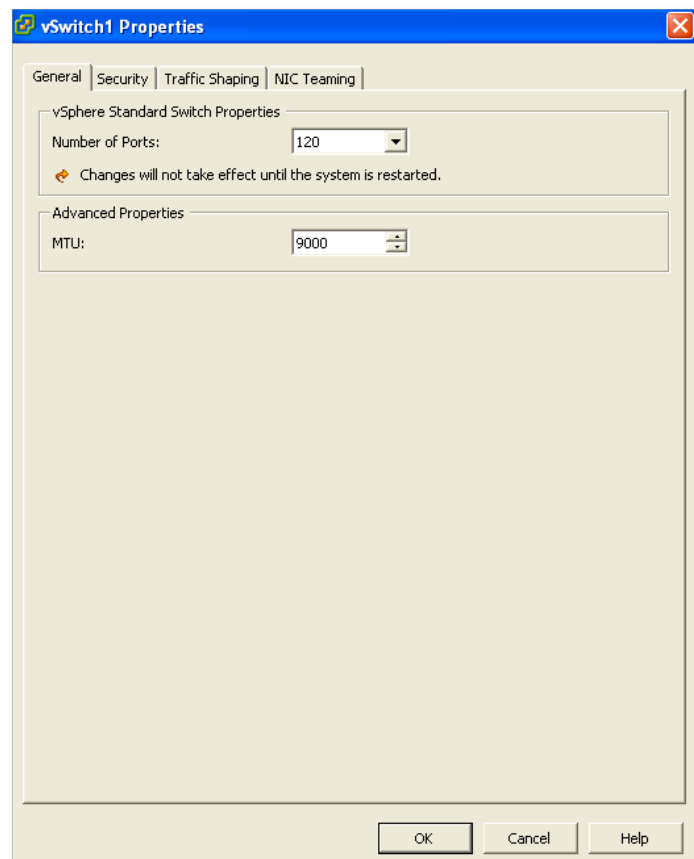 vSwitch1 Properties
General Security Traffic Shaping NIC Teaming
vSphere Standard Switch Properties
Number of Ports: 120
Changes will not take effect until the system is restarted.
Advanced Properties
MTU: 9000
OK Cancel Help